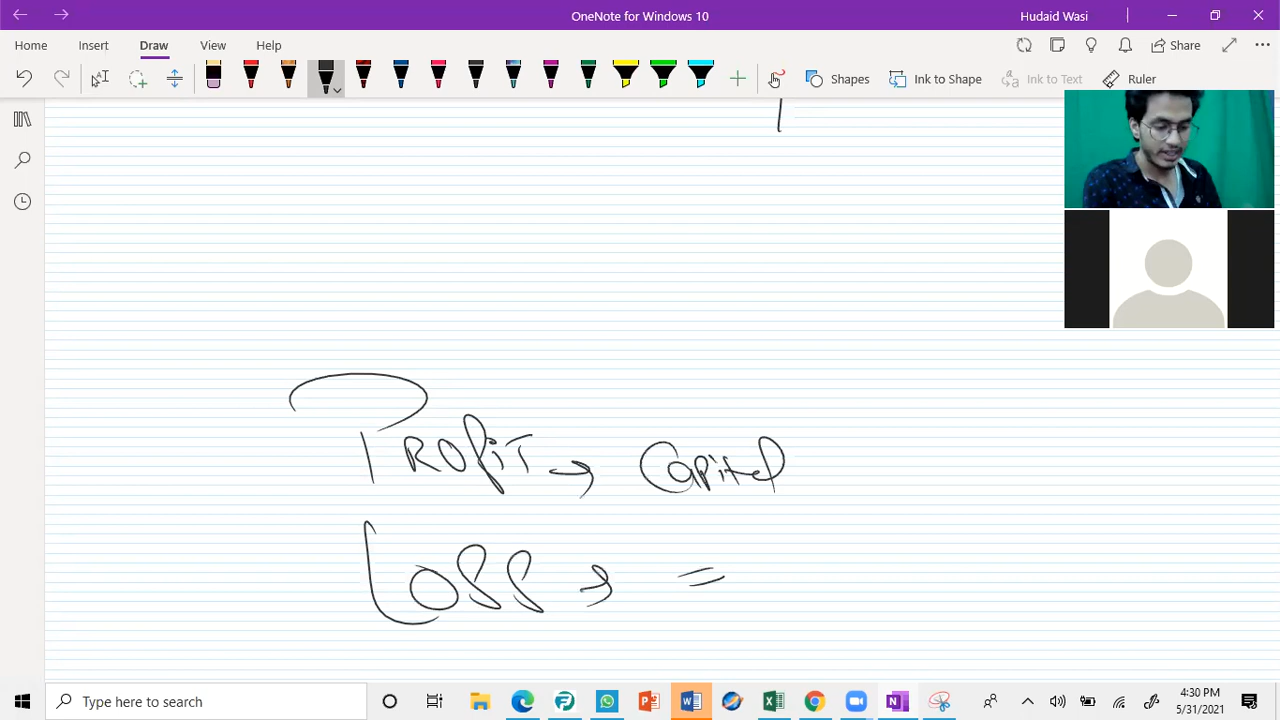 OneNote for Windows 10
Hudaid Wasi
Home Insert Draw View Help
Share
Shapes
Ink to Shape
Ink to Text
Ruler
Profit → Capital
Loss → =
Type here to search
4:30 PM
5/31/2021